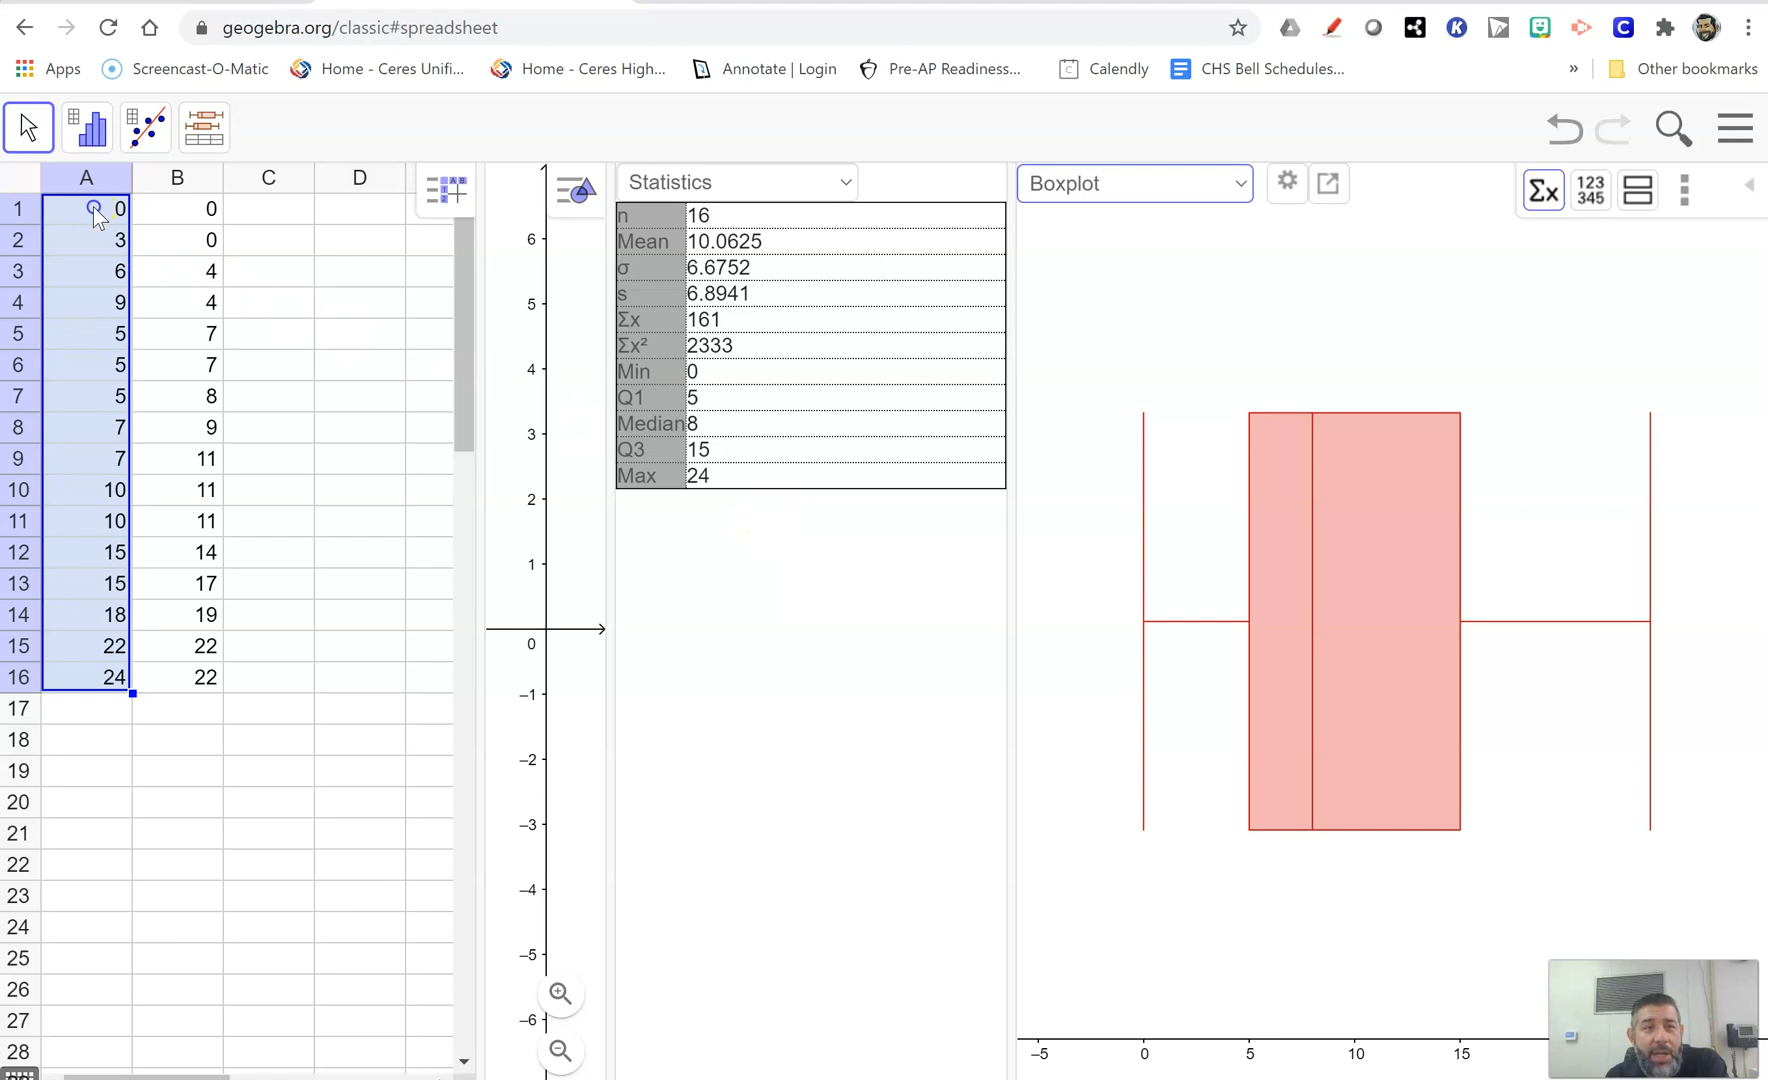 geogebra.org/classic#spreadsheet
Apps Screencast-O-Matic Home - Ceres Unifi... Home - Ceres High... Annotate | Login Pre-AP Readiness... Calendly CHS Bell Schedules... » Other bookmarks
A B C D
Statistics
Boxplot
Σx
123
345
1 0 0
2 3 0
3 6 4
4 9 4
5 5 7
6 5 7
7 5 8
8 7 9
9 7 11
10 10 11
11 10 11
12 15 14
13 15 17
14 18 19
15 22 22
16 24 22
17
18
19
20
21
22
23
24
25
26
27
28
6
5
4
3
2
1
0
-1
-2
-3
-4
-5
-6
n 16
Mean 10.0625
σ 6.6752
s 6.8941
Σx 161
Σx² 2333
Min 0
Q1 5
Median 8
Q3 15
Max 24
-5 0 5 10 15